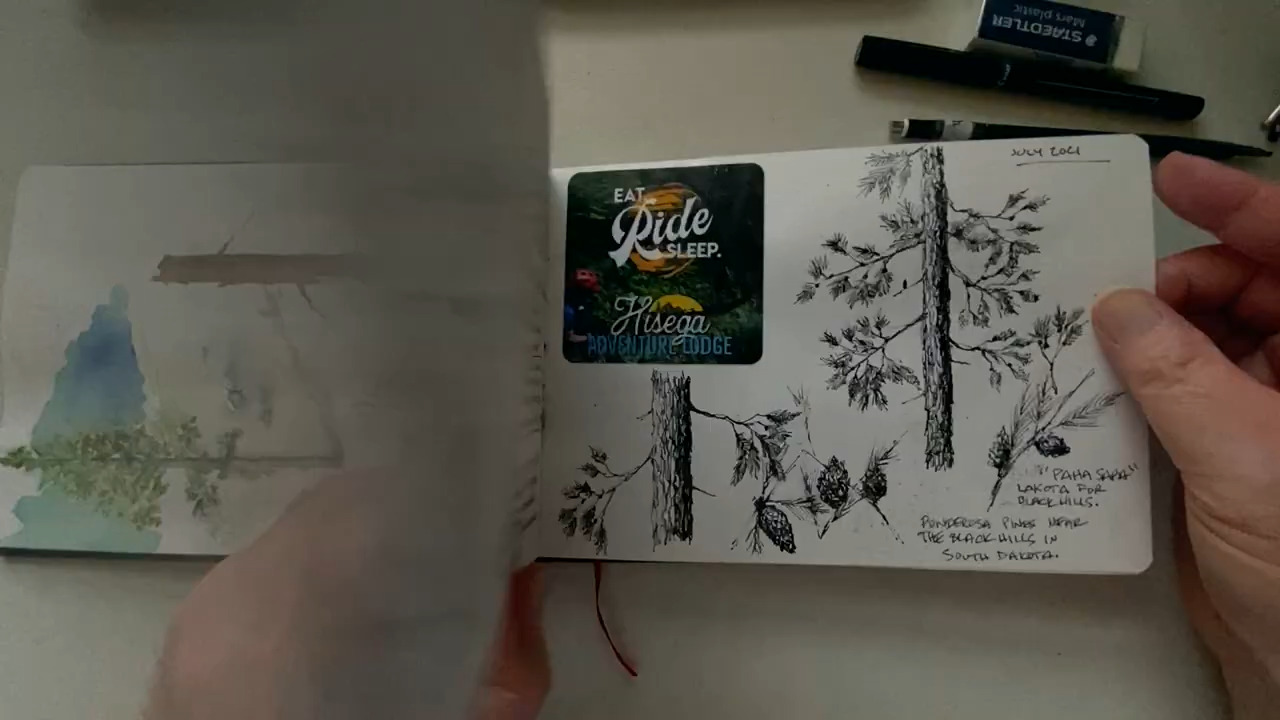 STAEDTLER
Mars plastic
JULY 2021
EAT.
Ride
SLEEP.
Hisega
ADVENTURE LODGE
"PAHA SAPA"
LAKOTA FOR
BLACK HILLS.
PONDEROSA PINES NEAR
THE BLACK HILLS IN
SOUTH DAKOTA.